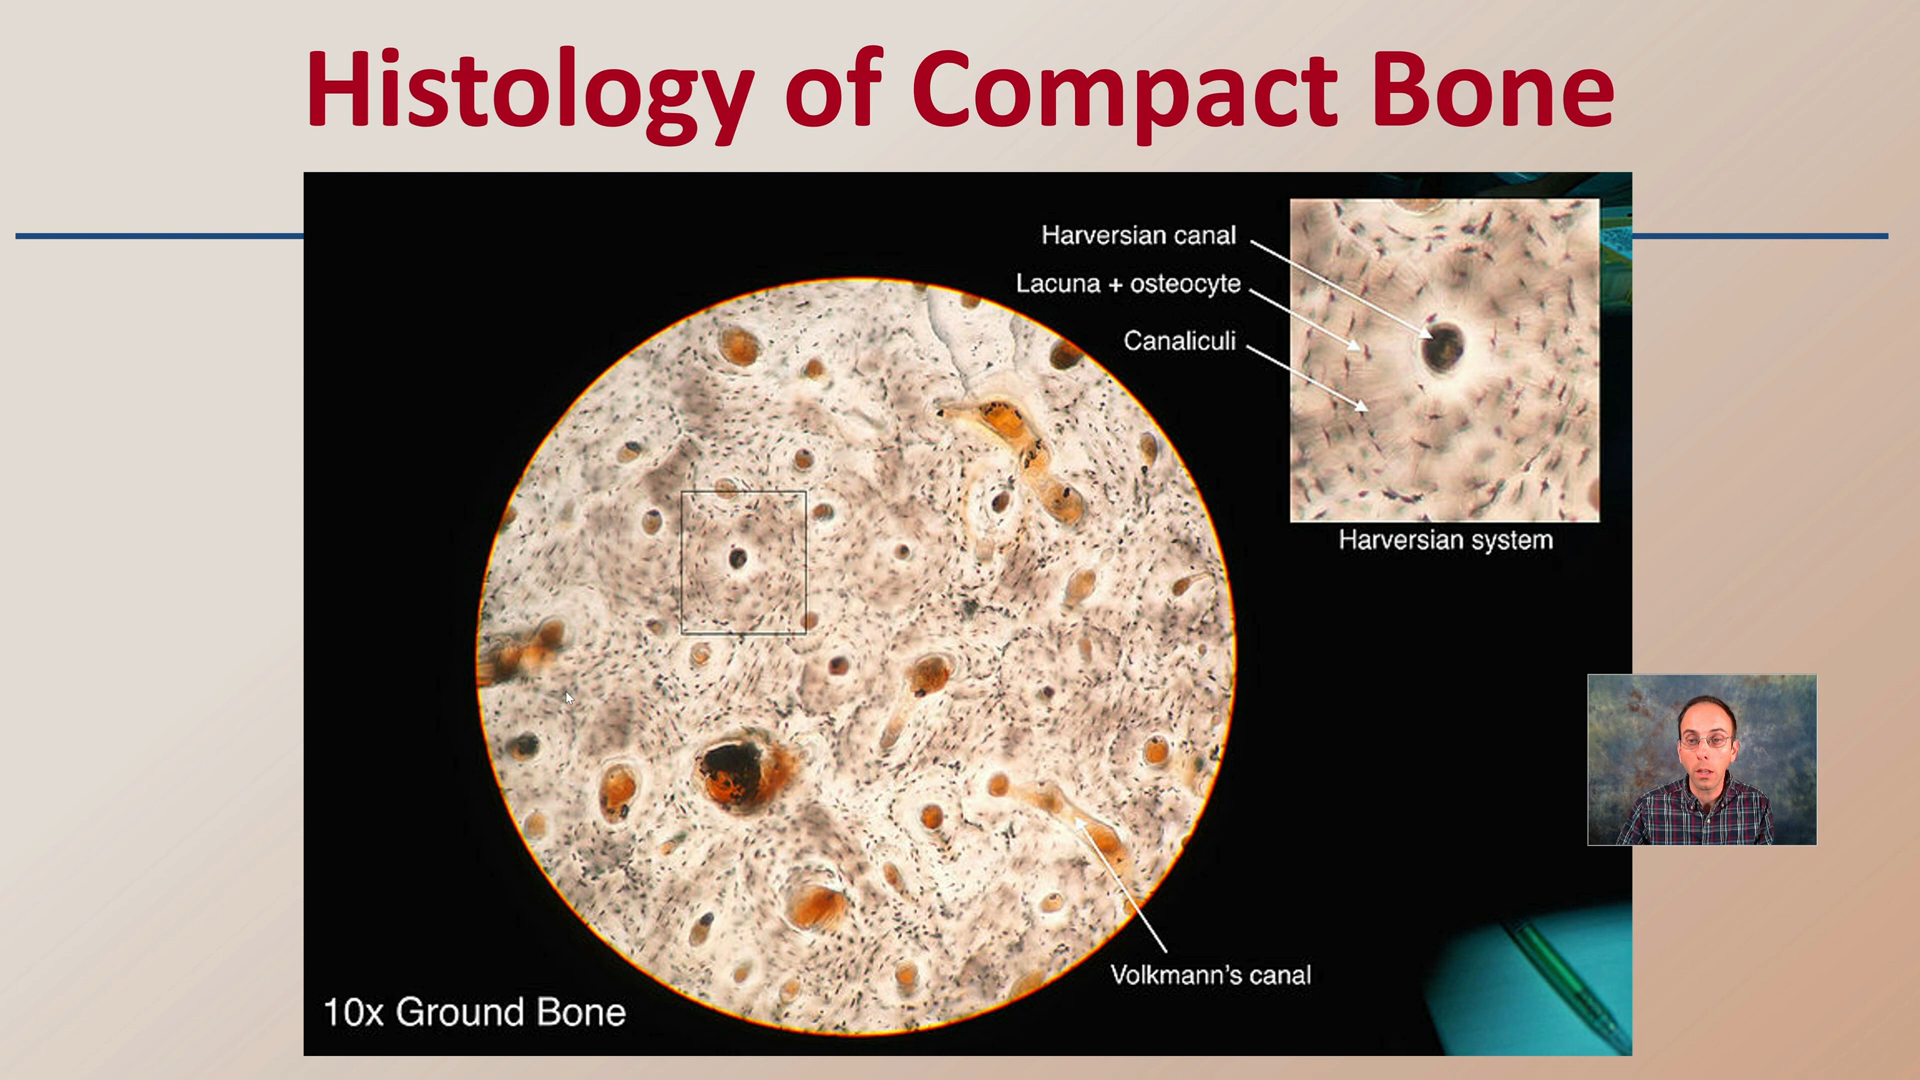 Histology of Compact Bone
Harversian canal
Lacuna + osteocyte
Canaliculi
Harversian system
Volkmann's canal
10x Ground Bone